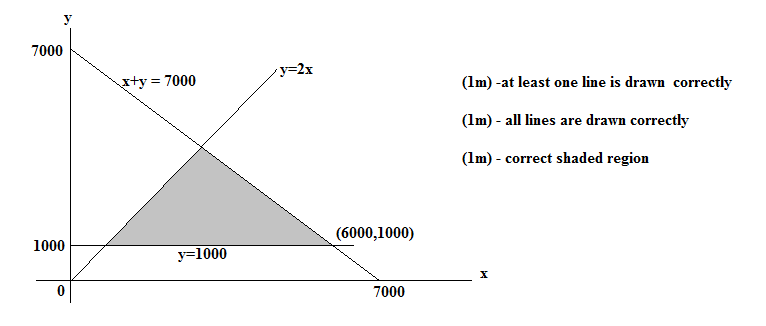 y
7000
x+y = 7000
y=2x
(1m) -at least one line is drawn correctly
(1m) - all lines are drawn correctly
(1m) - correct shaded region
(6000,1000)
1000
y=1000
x
0
7000